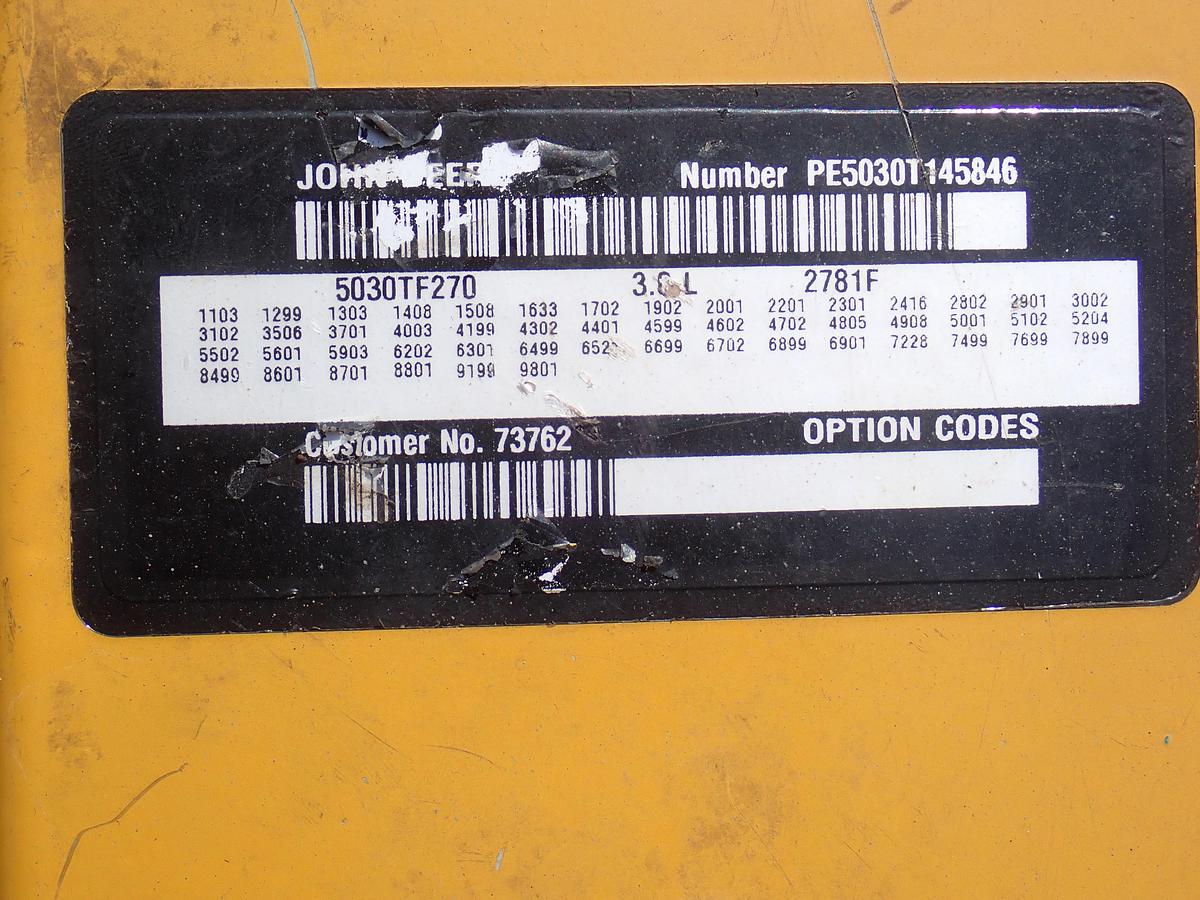 JOHN DEERE Number PE5030T145846
5030TF270 2781F
1103 1299 1303 1408 1508 1633 1702 1902 2001 2201 2301 2416 2802 2901 3002
3102 3506 3701 4003 4199 4302 4401 4599 4602 4702 4805 4908 5001 5102 5204
5502 5601 5903 6202 6301 6499 6699 6702 6899 6901 7228 7499 7699 7899
8499 8601 8701 8801 9199 9801
Customer No. 73762 OPTION CODES